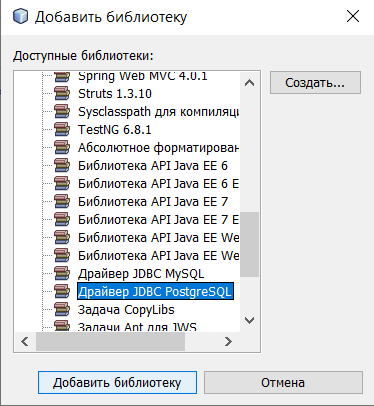 Добавить библиотеку
Доступные библиотеки:
Spring Web MVC 4.0.1
Struts 1.3.10
Sysclasspath для компиляц
TestNG 6.8.1
Абсолютное форматирован
Библиотека API Java EE 6
Библиотека API Java EE 6 E
Библиотека API Java EE 7
Библиотека API Java EE 7 E
Библиотека API Java EE We
Библиотека API Java EE We
Драйвер JDBC MySQL
Драйвер JDBC PostgreSQL
Задача CopyLibs
Задачи Ant для JWS
Создать...
Добавить библиотеку
Отмена